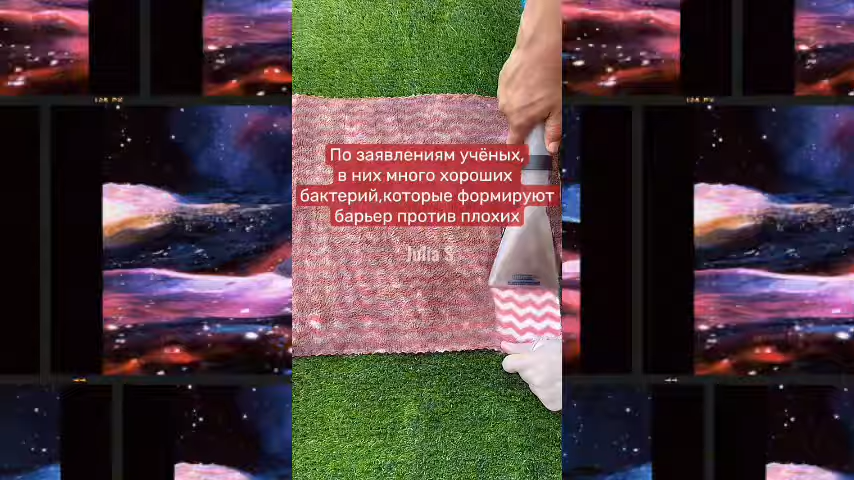 По заявлениям учёных,
в них много хороших
бактерий,которые формируют
барьер против плохих
Julia S